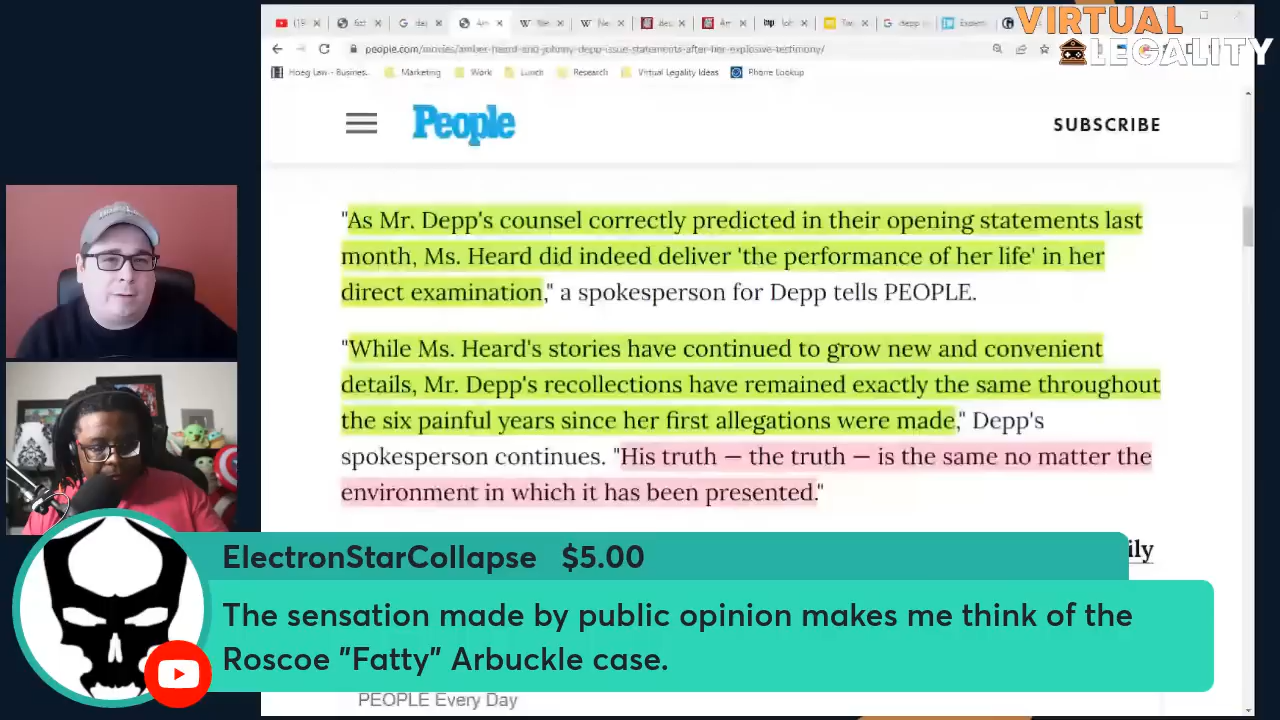 VIRTUAL
LEGALITY
people.com/movies/amber-heard-and-johnny-depp-issue-statements-after-her-explosive-testimony/
Hoeg Law - Busines..
Marketing
Work
Lunch
Research
Virtual Legality Ideas
Phone Lookup
People
SUBSCRIBE
"As Mr. Depp's counsel correctly predicted in their opening statements last
month, Ms. Heard did indeed deliver 'the performance of her life' in her
direct examination," a spokesperson for Depp tells PEOPLE.
"While Ms. Heard's stories have continued to grow new and convenient
details, Mr. Depp's recollections have remained exactly the same throughout
the six painful years since her first allegations were made," Depp's
spokesperson continues. "His truth — the truth — is the same no matter the
environment in which it has been presented."
ily
ElectronStarCollapse $5.00
The sensation made by public opinion makes me think of the
Roscoe "Fatty" Arbuckle case.
PEOPLE Every Day